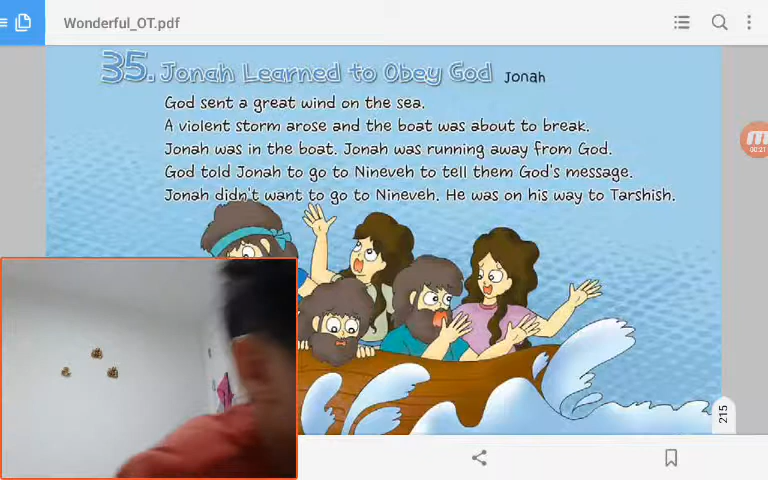 Wonderful_OT.pdf
35. Jonah Learned to Obey God Jonah
God sent a great wind on the sea.
A violent storm arose and the boat was about to break.
Jonah was in the boat. Jonah was running away from God.
God told Jonah to go to Nineveh to tell them God's message.
Jonah didn't want to go to Nineveh. He was on his way to Tarshish.
00:21
215